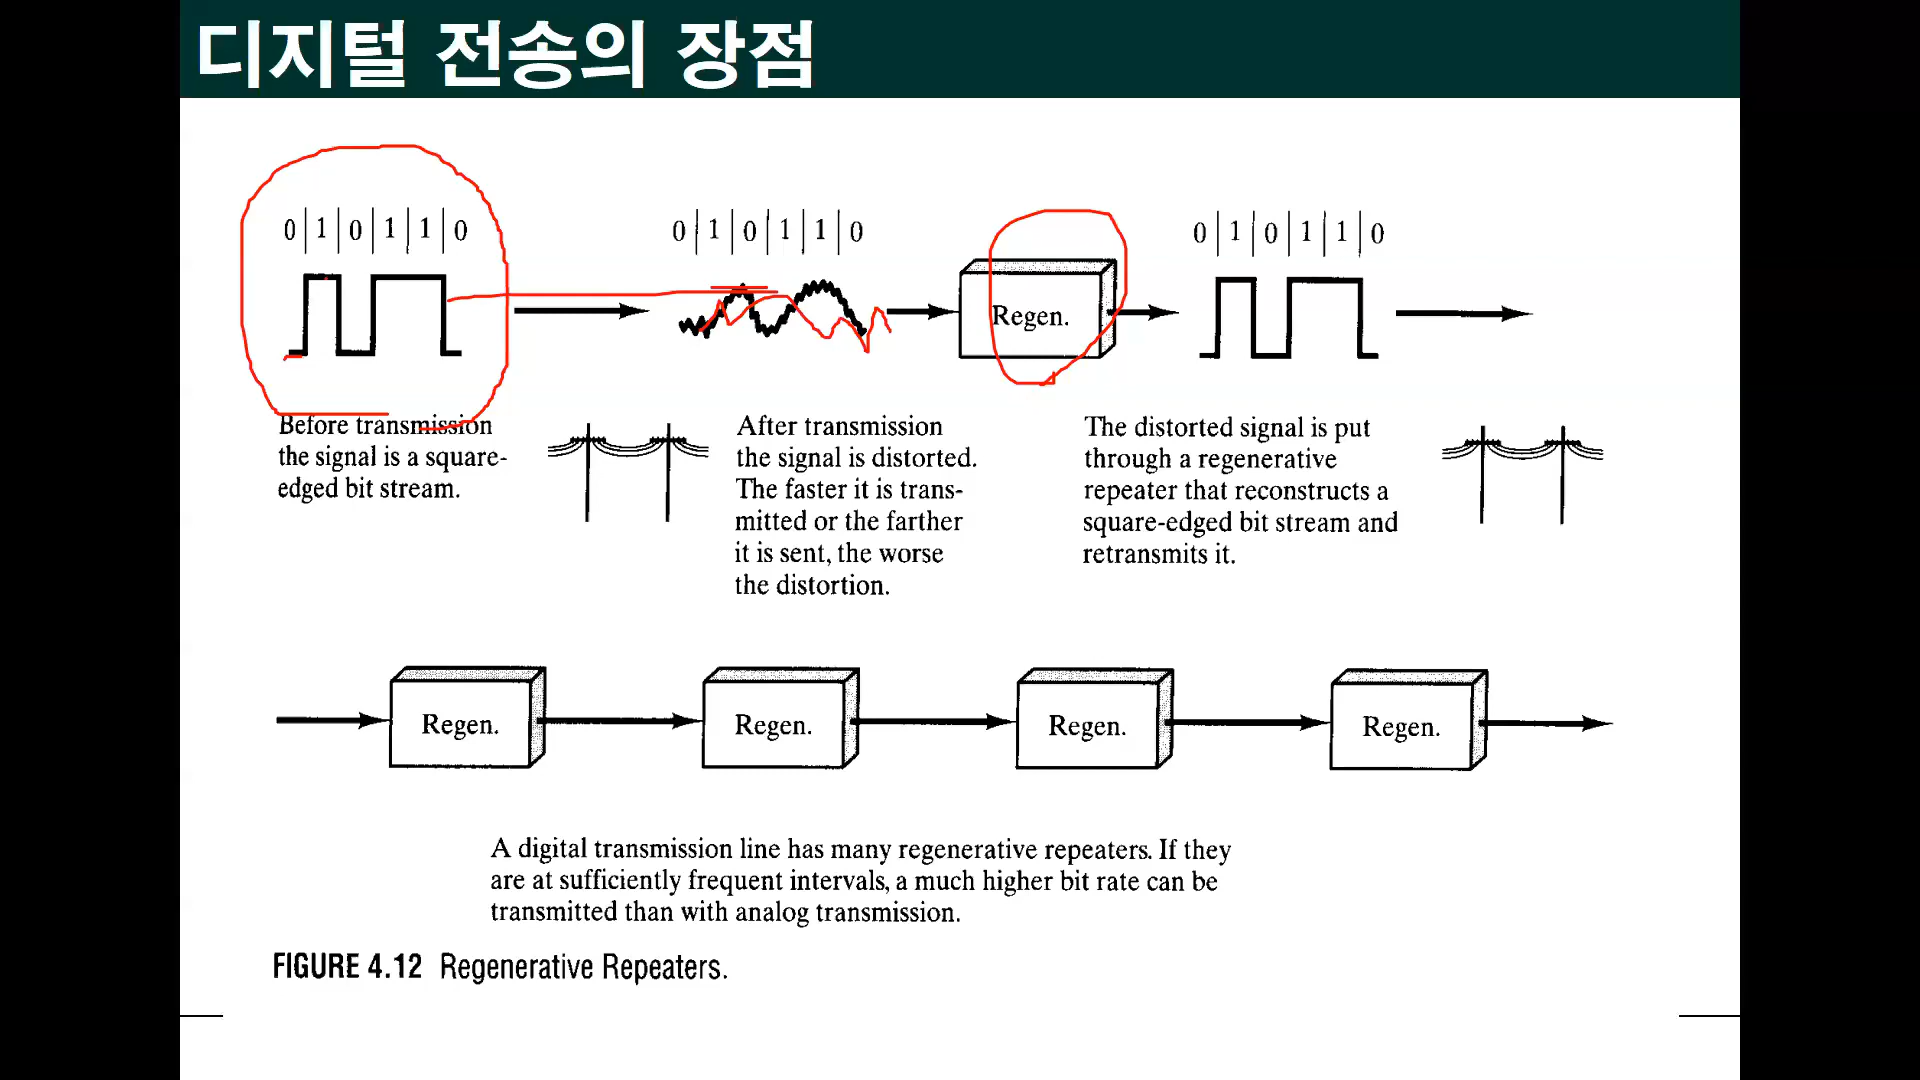 디지털 전송의 장점
0 | 1 | 0 | 1 | 1 | 0
0 | 1 | 0 | 1 | 1 | 0
0 | 1 | 0 | 1 | 1 | 0
Regen.
Before transmission
the signal is a square-
edged bit stream.
After transmission
the signal is distorted.
The faster it is trans-
mitted or the farther
it is sent, the worse
the distortion.
The distorted signal is put
through a regenerative
repeater that reconstructs a
square-edged bit stream and
retransmits it.
Regen.
Regen.
Regen.
Regen.
A digital transmission line has many regenerative repeaters. If they
are at sufficiently frequent intervals, a much higher bit rate can be
transmitted than with analog transmission.
FIGURE 4.12 Regenerative Repeaters.